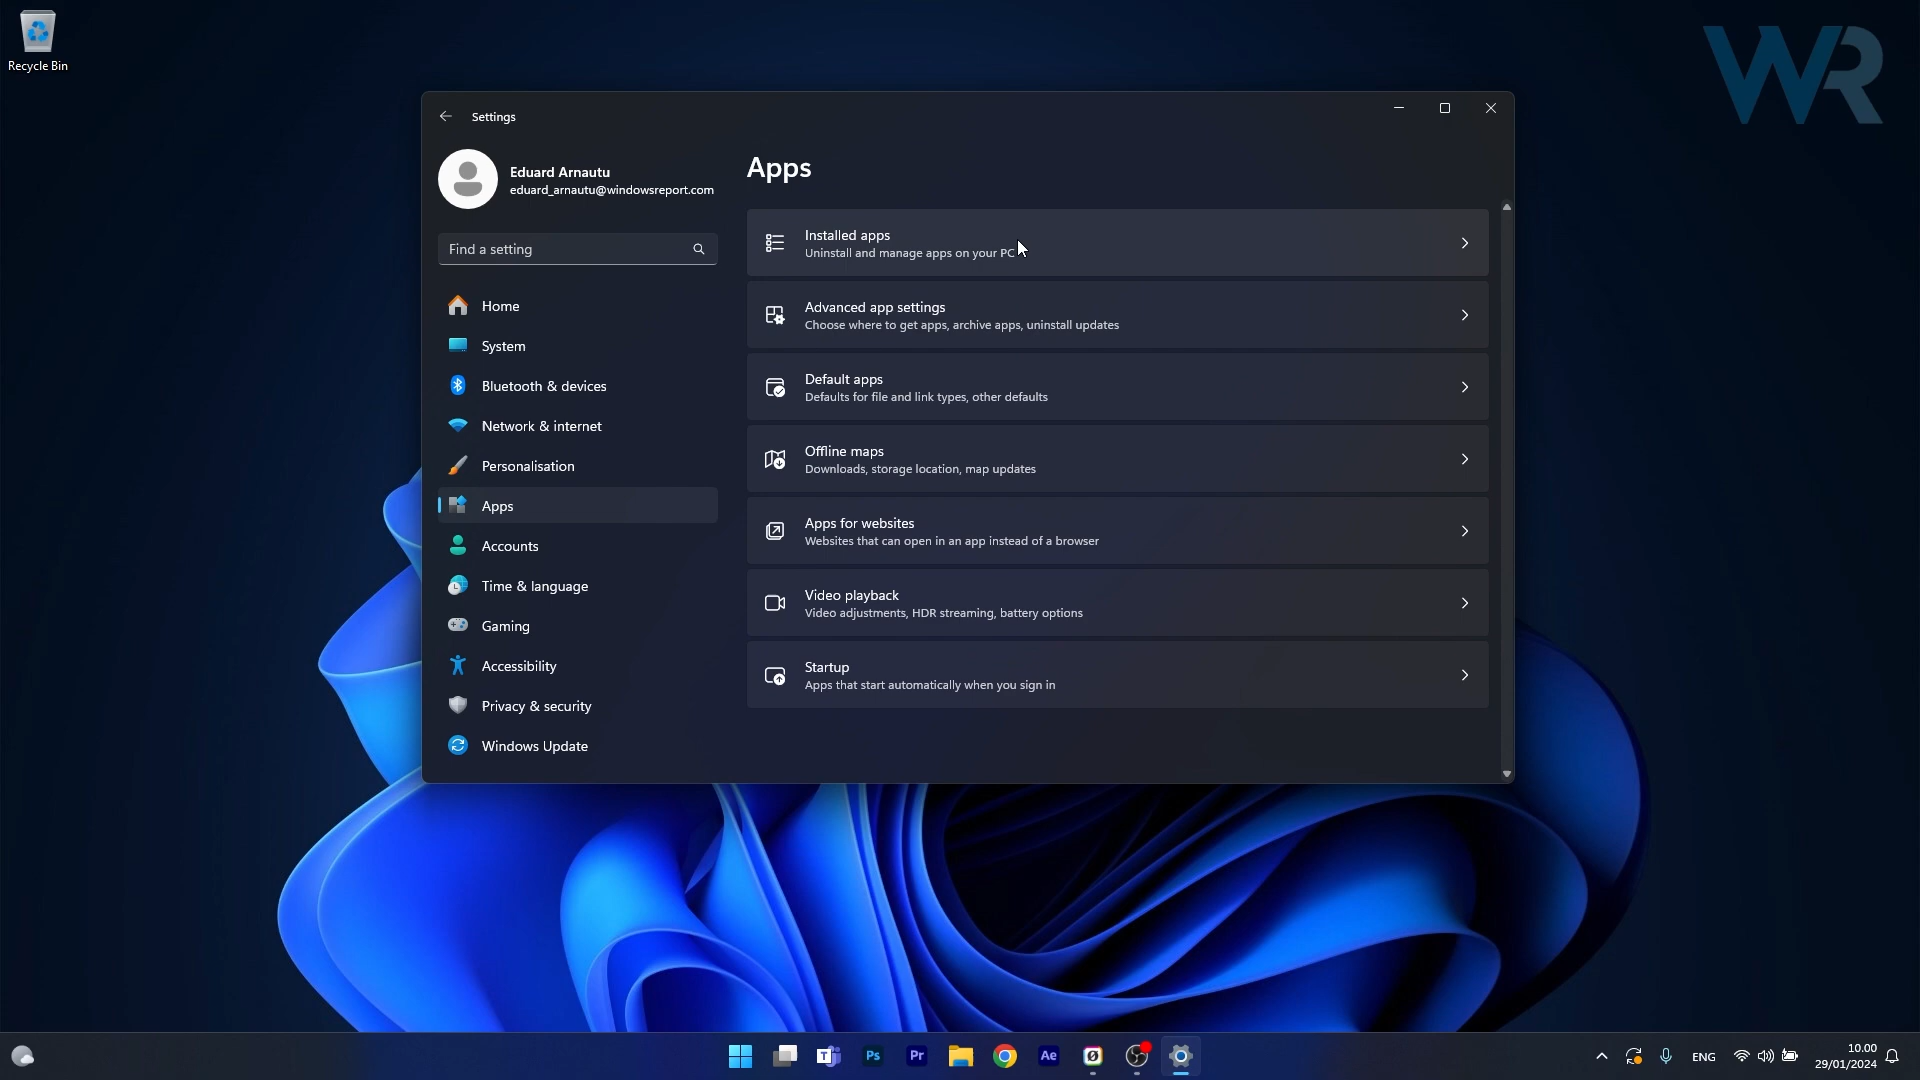 Recycle Bin
WR
Settings
Eduard Arnautu
eduard_arnautu@windowsreport.com
Find a setting
Home
System
Bluetooth & devices
Network & internet
Personalisation
Apps
Accounts
Time & language
Gaming
Accessibility
Privacy & security
Windows Update
Apps
Installed apps
Uninstall and manage apps on your PC
Advanced app settings
Choose where to get apps, archive apps, uninstall updates
Default apps
Defaults for file and link types, other defaults
Offline maps
Downloads, storage location, map updates
Apps for websites
Websites that can open in an app instead of a browser
Video playback
Video adjustments, HDR streaming, battery options
Startup
Apps that start automatically when you sign in
T
Ps
Pr
Ae
ENG
10.00
29/01/2024